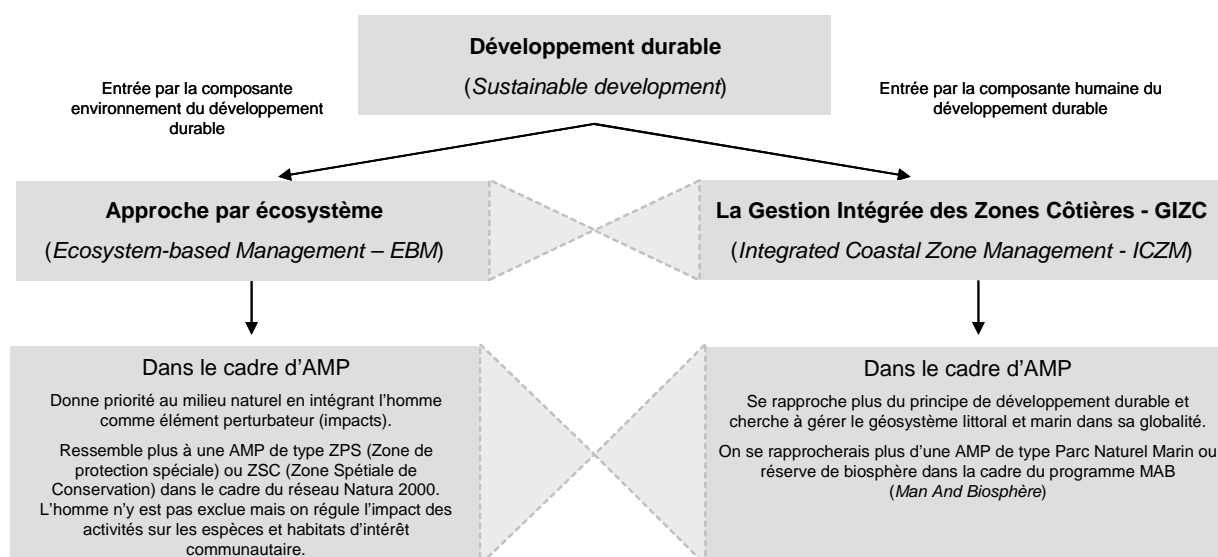 Développement durable
(Sustainable development)
Entrée par la composante
environnement du développement
durable
Entrée par la composante humaine du
développement durable
Approche par écosystème
(Ecosystem-based Management – EBM)
La Gestion Intégrée des Zones Côtières - GIZC
(Integrated Coastal Zone Management - ICZM)
Dans le cadre d'AMP
Donne priorité au milieu naturel en intégrant l'homme
comme élément perturbateur (impacts).
Ressemble plus à une AMP de type ZPS (Zone de
protection spéciale) ou ZSC (Zone Spétiale de
Conservation) dans le cadre du réseau Natura 2000.
L'homme n'y est pas exclue mais on régule l'impact des
activités sur les espèces et habitats d'intérêt
communautaire.
Dans le cadre d'AMP
Se rapproche plus du principe de développement durable et
cherche à gérer le géosystème littoral et marin dans sa globalité.
On se rapprocherais plus d'une AMP de type Parc Naturel Marin ou
réserve de biosphère dans la cadre du programme MAB
(Man And Biosphère)